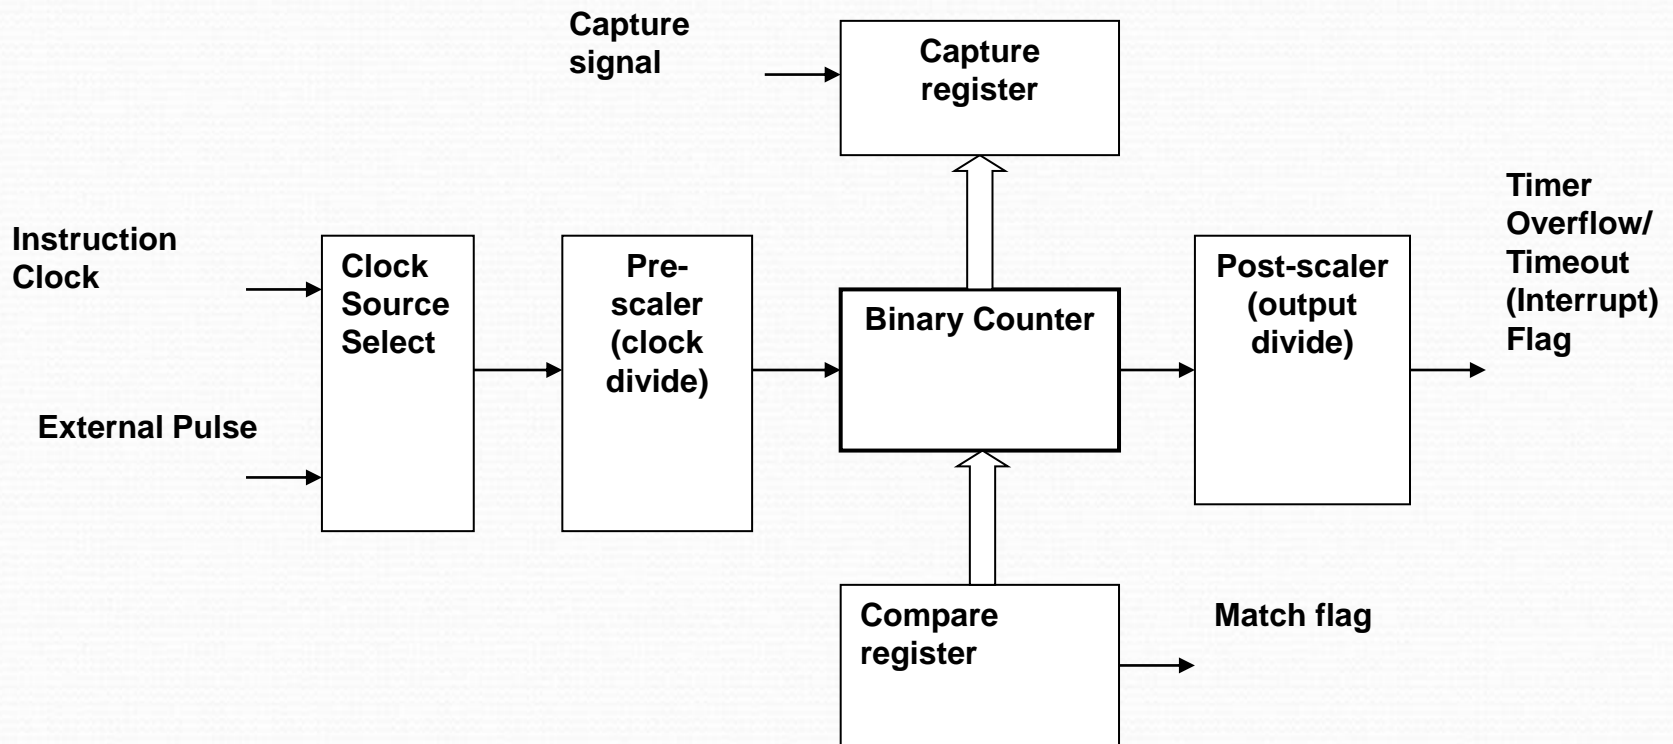 Capture
signal
Capture
register
Instruction
Clock
Clock
Source
Select
Pre-
scaler
(clock
divide)
Binary Counter
Post-scaler
(output
divide)
Timer
Overflow/
Timeout
(Interrupt)
Flag
External Pulse
Compare
register
Match flag